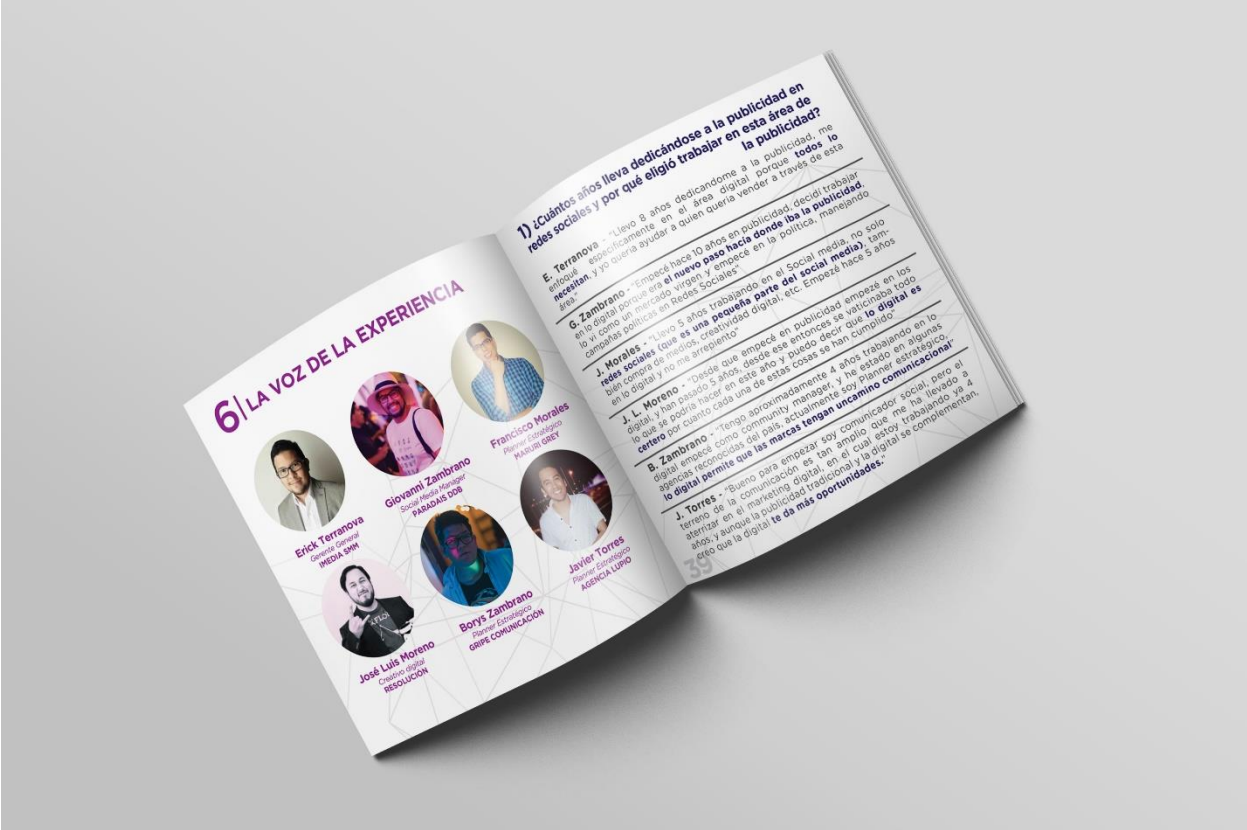 6| LA VOZ DE LA EXPERIENCIA
Erick Terranova
Gerente General
IMEDIA SMM
Giovanni Zambrano
Social Media Manager
PARADAIS DDB
Francisco Morales
Planner Estratégico
MARURI GREY
José Luis Moreno
Creativo digital
RESOLUCIÓN
Borys Zambrano
Planner Estratégico
GRIPE COMUNICACIÓN
Javier Torres
Planner Estratégico
AGENCIA LUPIO
1) ¿Cuántos años lleva dedicándose a la publicidad en
redes sociales y por qué eligió trabajar en esta área de
la publicidad?
E. Terranova - "Llevo 8 años dedicandome a la publicidad, me
enfoqué especificamente en el área digital porque todos lo
necesitan, y yo quería ayudar a quien quería vender a través de esta
área."
G. Zambrano - "Empecé hace 10 años en publicidad, decidí trabajar
en lo digital porque era el nuevo paso hacía donde iba la publicidad,
lo vi como un mercado virgen y empecé en la política, manejando
campañas políticas en Redes Sociales"
J. Morales - "Llevo 5 años trabajando en el Social media, no solo
redes sociales (que es una pequeña parte del social media), tam-
bién compra de medios, creatividad digital, etc. Empezé hace 5 años
en lo digital y no me arrepiento"
J. L. Moreno - "Desde que empecé en publicidad empezé en los
digital, y han pasado 5 años, desde ese entonces se vaticinaba todo
lo que se podría hacer en este año y puedo decir que lo digital es
certero por cuanto cada una de estas cosas se han cumplido"
B. Zambrano - "Tengo aproximadamente 4 años trabajando en lo
digital empecé como community manager, y he estado en algunas
agencias reconocidas del país, actualmente soy Planner estratégico,
lo digital permite que las marcas tengan uncamino comunicacional"
J. Torres - "Bueno para empezar soy comunicador social, pero el
terreno de la comunicación es tan amplio que me ha llevado a
aterrizar en el marketing digital, en el cual estoy trabajando ya 4
años, y aunque la publicidad tradicional y la digital se complementan,
creo que la digital te da más oportunidades."
39